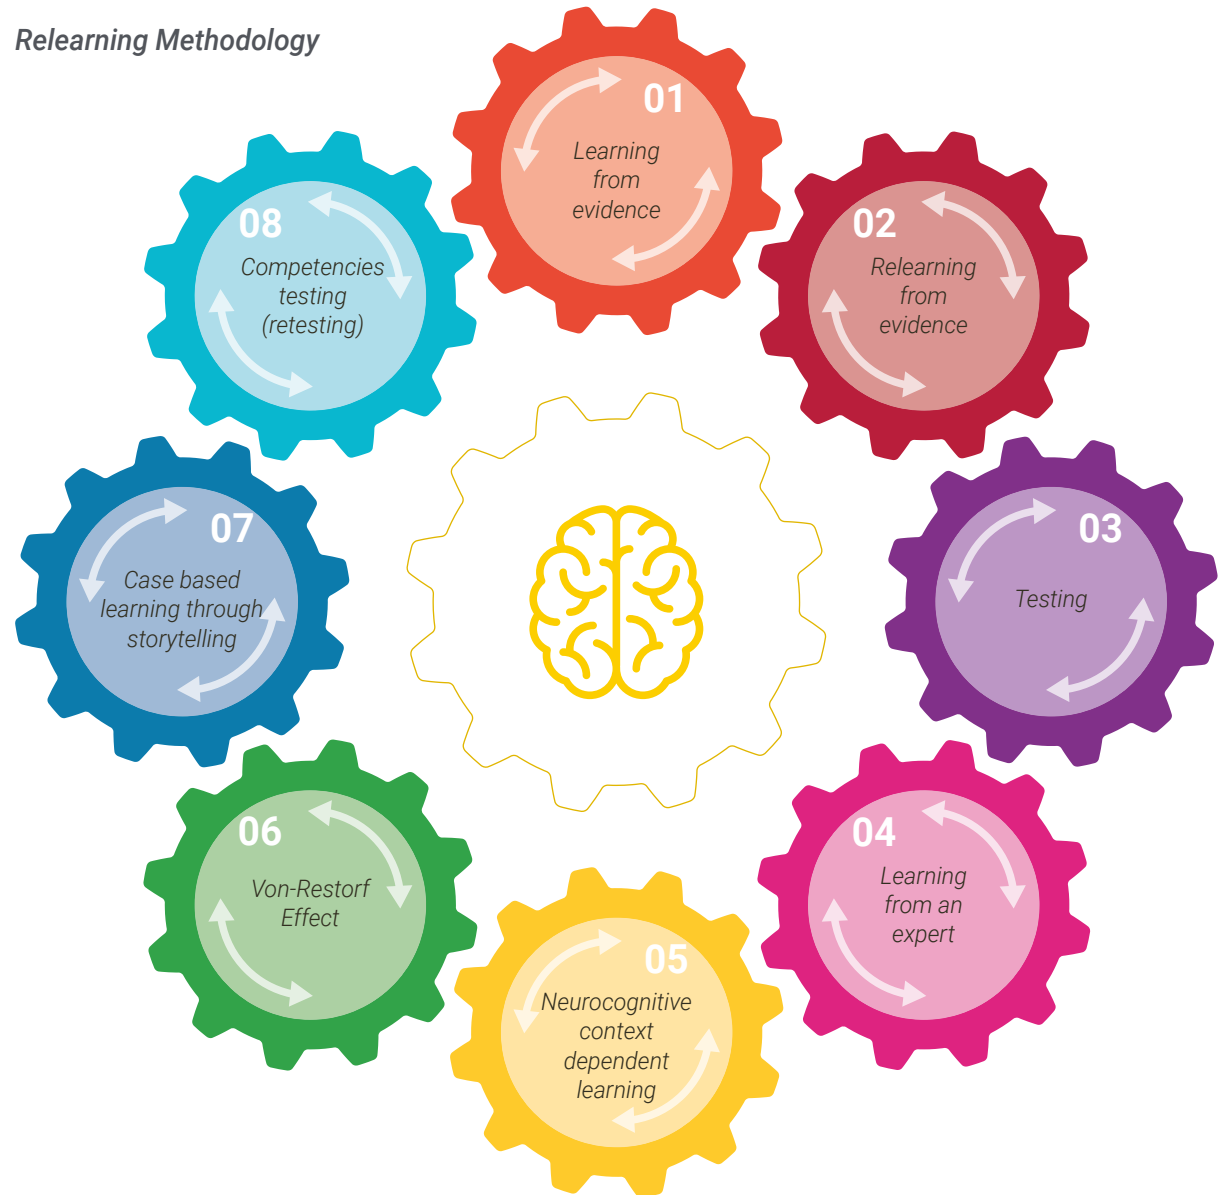 Relearning Methodology
01
Learning
from
evidence
02
Relearning
from
evidence
03
Testing
04
Learning
from an
expert
05
Neurocognitive
context
dependent
learning
06
Von-Restorf
Effect
07
Case based
learning through
storytelling
08
Competencies
testing
(retesting)